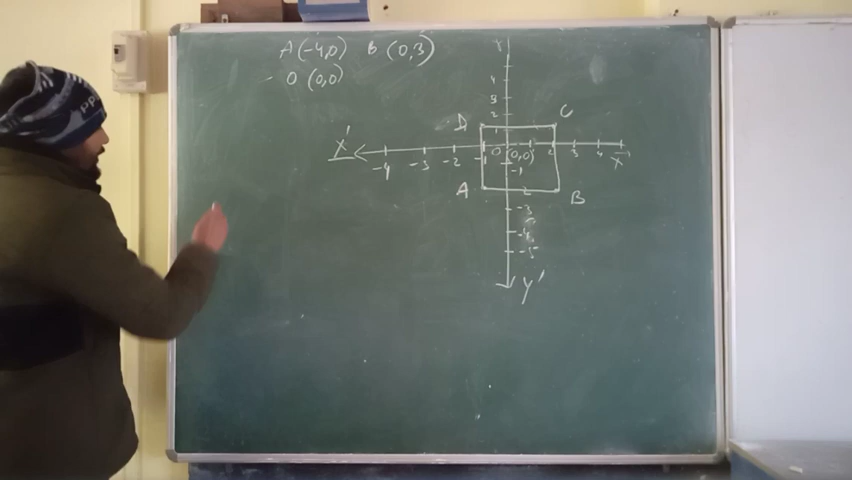 A (-4,0) B (0,3)
O (0,0)
Y
4
3
2
D C
1
X' O (0,0) X
-4 -3 -2 -1 2 3 4
-1
A 2 B
-3
-4
-5
Y'